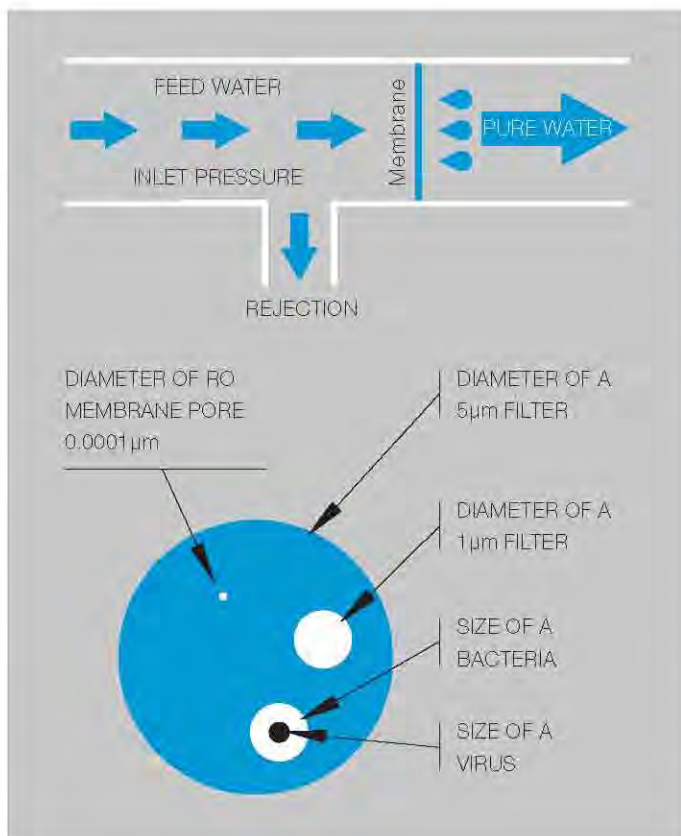 FEED WATER
INLET PRESSURE
Membrane
PURE WATER
REJECTION
DIAMETER OF RO
MEMBRANE PORE
0.0001µm
DIAMETER OF A
5µm FILTER
DIAMETER OF A
1µm FILTER
SIZE OF A
BACTERIA
SIZE OF A
VIRUS